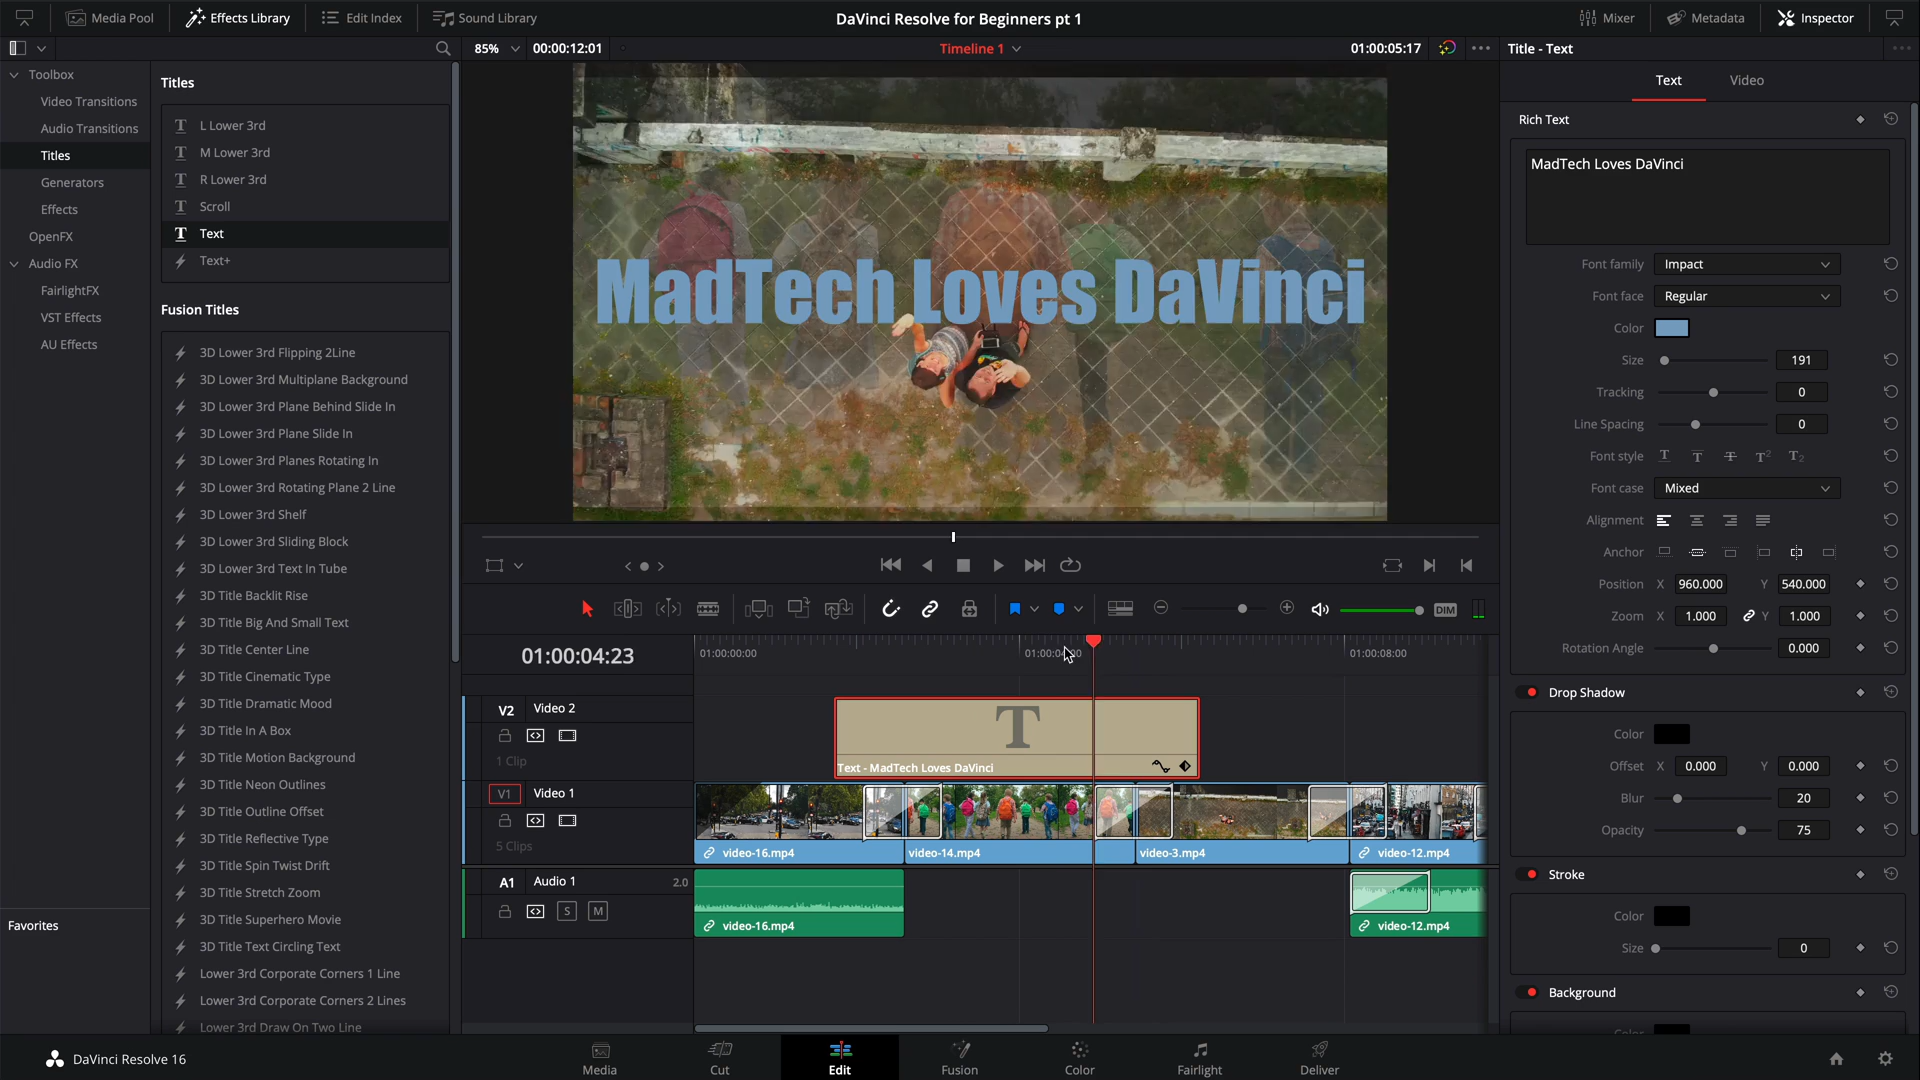 Media Pool
Effects Library
Edit Index
Sound Library
DaVinci Resolve for Beginners pt 1
Mixer
Metadata
Inspector
85%
00:00:12:01
Timeline 1
01:00:05:17
Title - Text
Toolbox
Video Transitions
Audio Transitions
Titles
Generators
Effects
OpenFX
Audio FX
FairlightFX
VST Effects
AU Effects
Favorites
Titles
L Lower 3rd
M Lower 3rd
R Lower 3rd
Scroll
Text
Text+
Fusion Titles
3D Lower 3rd Flipping 2Line
3D Lower 3rd Multiplane Background
3D Lower 3rd Plane Behind Slide In
3D Lower 3rd Plane Slide In
3D Lower 3rd Planes Rotating In
3D Lower 3rd Rotating Plane 2 Line
3D Lower 3rd Shelf
3D Lower 3rd Sliding Block
3D Lower 3rd Text In Tube
3D Title Backlit Rise
3D Title Big And Small Text
3D Title Center Line
3D Title Cinematic Type
3D Title Dramatic Mood
3D Title In A Box
3D Title Motion Background
3D Title Neon Outlines
3D Title Outline Offset
3D Title Reflective Type
3D Title Spin Twist Drift
3D Title Stretch Zoom
3D Title Superhero Movie
3D Title Text Circling Text
Lower 3rd Corporate Corners 1 Line
Lower 3rd Corporate Corners 2 Lines
Lower 3rd Draw On Two Line
MadTech Loves DaVinci
DIM
01:00:04:23
01:00:00:00
01:00:08:00
V2 Video 2
1 Clip
T
Text - MadTech Loves DaVinci
V1 Video 1
5 Clips
video-16.mp4
video-14.mp4
video-3.mp4
video-12.mp4
A1 Audio 1 2.0
S M
video-16.mp4
video-12.mp4
Text Video
Rich Text
MadTech Loves DaVinci
Font family Impact
Font face Regular
Color
Size 191
Tracking 0
Line Spacing 0
Font style T T T T2 T2
Font case Mixed
Alignment
Anchor
Position X 960.000 Y 540.000
Zoom X 1.000 Y 1.000
Rotation Angle 0.000
Drop Shadow
Color
Offset X 0.000 Y 0.000
Blur 20
Opacity 75
Stroke
Color
Size 0
Background
DaVinci Resolve 16
Media
Cut
Edit
Fusion
Color
Fairlight
Deliver